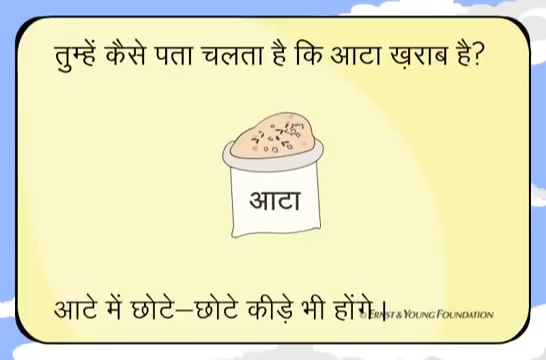 तुम्हें कैसे पता चलता है कि आटा ख़राब है?
आटा
आटे में छोटे–छोटे कीड़े भी होंगे।
© ERNST & YOUNG FOUNDATION